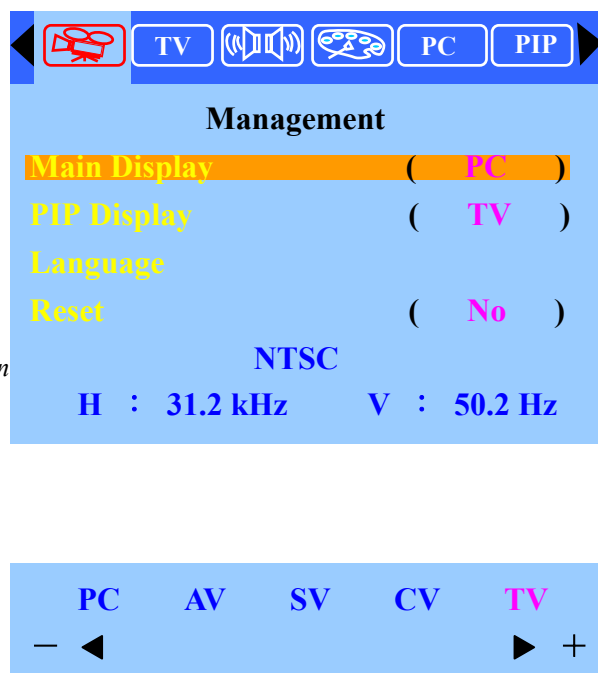 TV PC PIP
Management
Main Display ( PC )
PIP Display ( TV )
Language
Reset ( No )
n
NTSC
H : 31.2 kHz V : 50.2 Hz
PC AV SV CV TV
− +